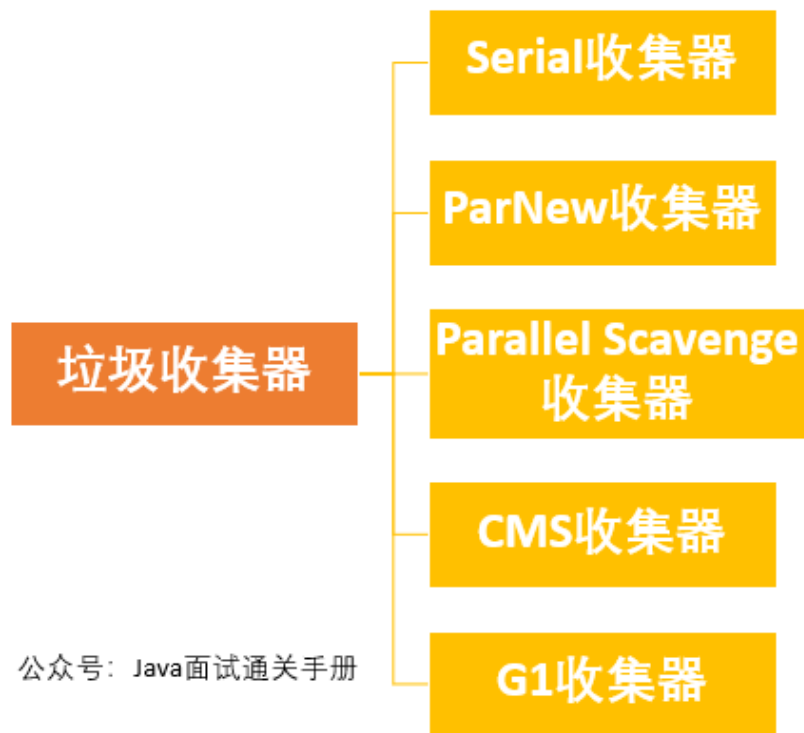 Serial收集器
ParNew收集器
垃圾收集器
Parallel Scavenge
收集器
CMS收集器
G1收集器
公众号：Java面试通关手册